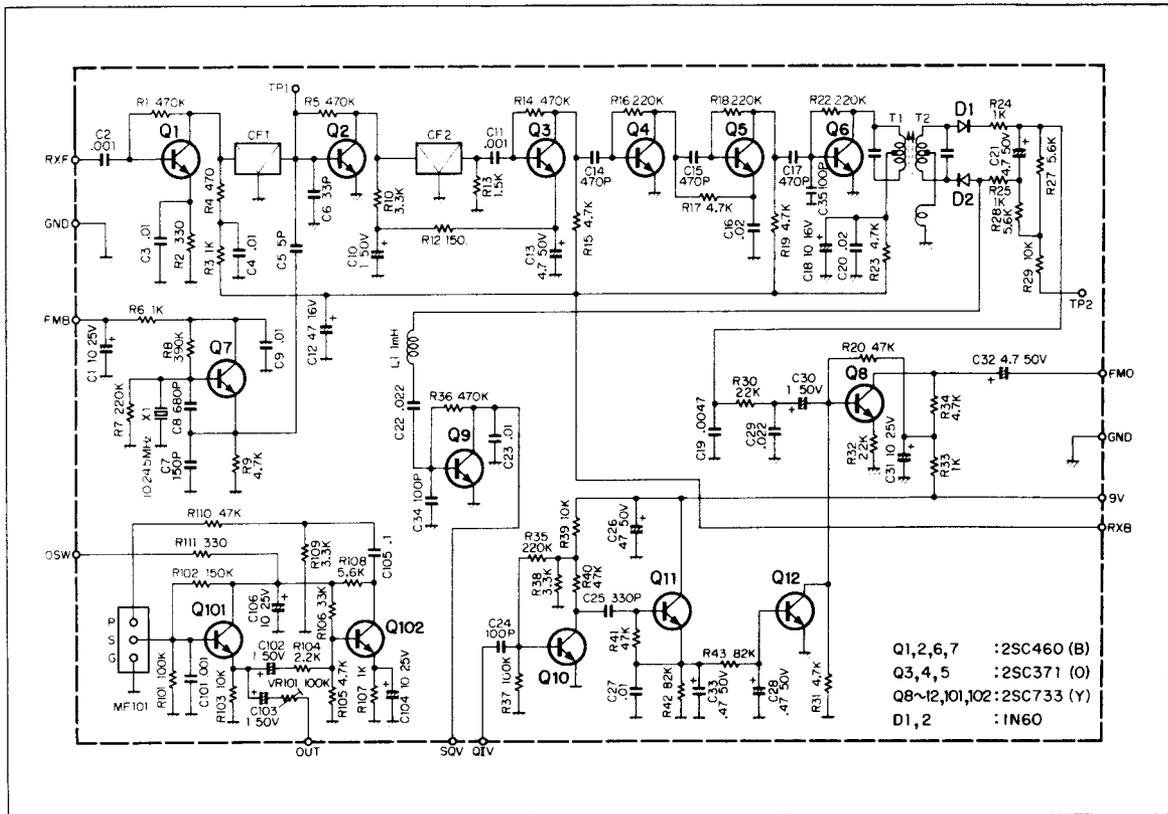 TP1
R1 470K
R5 470K
R14 470K
R16 220K
R18 220K
R22 220K
C2
.001
Q1
CF1
Q2
CF2
C11
.001
Q3
Q4
Q5
Q6
T1
T2
D1
R24
1K
RXF
C21
4.7 50V
R27 5.6K
C14
470P
C15
470P
C17
470P
C35 100P
R4 470
C6 33P
R10
3.3K
R13
1.5K
R17 4.7K
D2
R25
1K
R28
5.6K
GND
C3 .01
R2 330
R3 1K
C4 .01
C5 5P
C10
1 50V
R12 150
C13
4.7 50V
R15 4.7K
C16
.02
R19 4.7K
C18 10 16V
C20 .02
R23 4.7K
R29 10K
TP2
R6 1K
C1 10 25V
R8
390K
Q7
C9 .01
C12 47 16V
L1 1mH
R20 47K
C32 4.7 50V
FMO
R7 220K
X1
10.245MHz
C8 680P
C7
150P
R9
4.7K
C22 .022
R36 470K
Q9
C23 .01
C34 100P
C19 .0047
R30
22K
C29
.022
C30
1 50V
Q8
R32
22K
C31 10 25V
R34
4.7K
R33
1K
GND
9V
RXB
R110 47K
R111 330
R102 150K
R109
3.3K
R108
5.6K
C105 .1
R35
220K
R38
3.3K
R39 10K
R40
47K
C26
.47 50V
C25 330P
Q11
Q12
P
S
G
MF101
Q101
C106
10 25V
R106 33K
Q102
C102
1 50V
R104
2.2K
VR101 100K
C103
1 50V
R101 100K
C101 .001
R103 10K
R105 4.7K
R107 1K
C104 10 25V
C24
100P
R37 100K
Q10
R41
47K
C27
.01
R42 82K
R43 82K
C33
.47 50V
C28
.47 50V
R31 4.7K
Q1,2,6,7 :2SC460 (B)
Q3,4,5 :2SC371 (O)
Q8~12,101,102:2SC733 (Y)
D1,2 :1N60
OUT
SQV
QIV